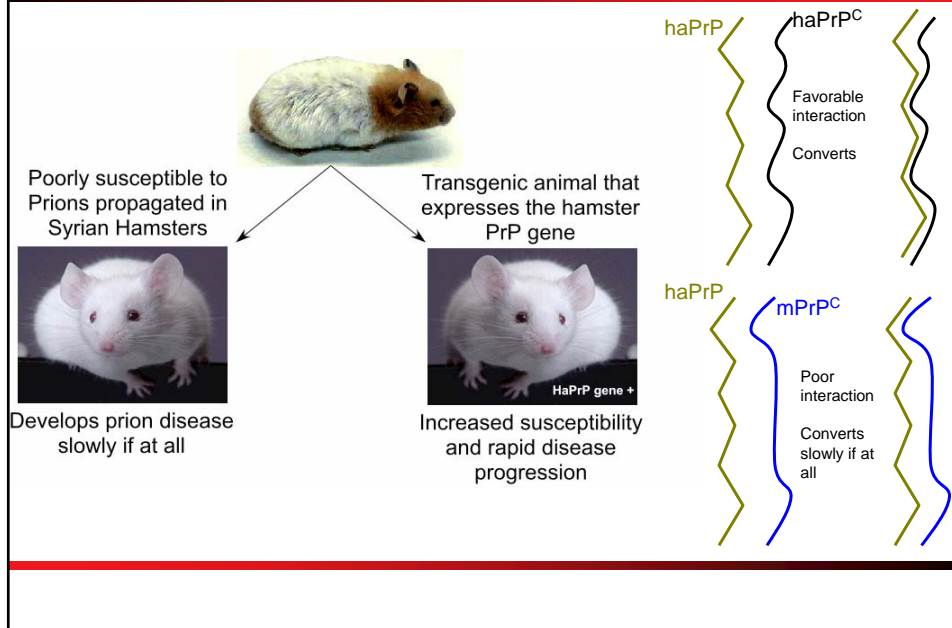 Poorly susceptible to
Prions propagated in
Syrian Hamsters
Develops prion disease
slowly if at all
Transgenic animal that
expresses the hamster
PrP gene
HaPrP gene +
Increased susceptibility
and rapid disease
progression
haPrP
haPrPC
Favorable
interaction
Converts
haPrP
mPrPC
Poor
interaction
Converts
slowly if at
all